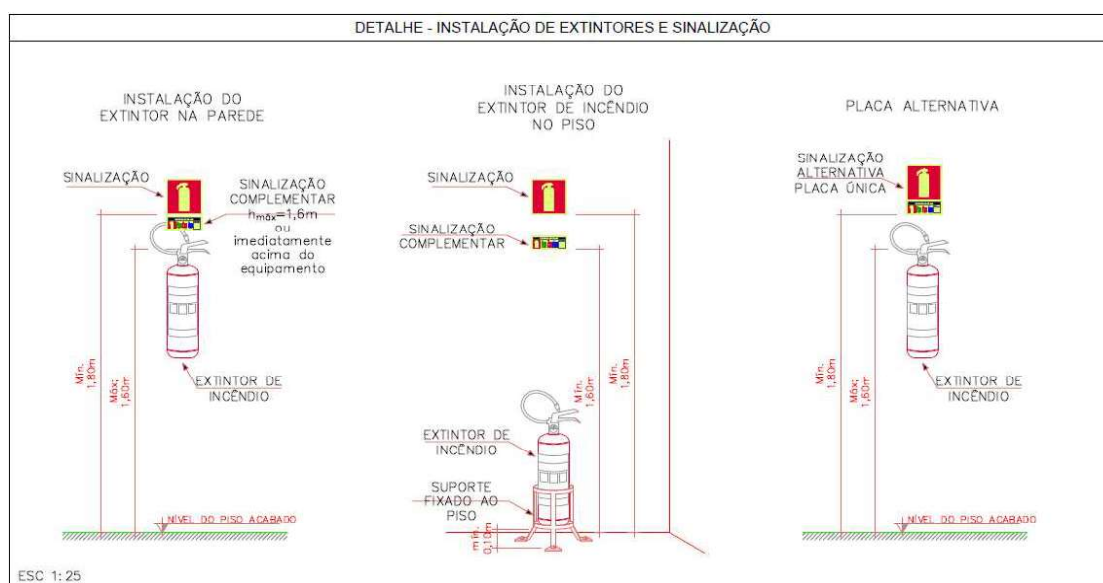 DETALHE - INSTALAÇÃO DE EXTINTORES E SINALIZAÇÃO
INSTALAÇÃO DO
EXTINTOR NA PAREDE
SINALIZAÇÃO
SINALIZAÇÃO
COMPLEMENTAR
hmáx=1,6m
ou
imediatamente
acima do
equipamento
Mín.
1,80m
Máx:
1,60m
EXTINTOR DE
INCÊNDIO
NÍVEL DO PISO ACABADO
INSTALAÇÃO DO
EXTINTOR DE INCÊNDIO
NO PISO
SINALIZAÇÃO
SINALIZAÇÃO
COMPLEMENTAR
Mín.
1,60m
Mín.
1,80m
EXTINTOR DE
INCÊNDIO
SUPORTE
FIXADO AO
PISO
mín.
0,10m
PLACA ALTERNATIVA
SINALIZAÇÃO
ALTERNATIVA
PLACA ÚNICA
Mín.
1,80m
Máx:
1,60m
EXTINTOR DE
INCÊNDIO
NÍVEL DO PISO ACABADO
ESC 1:25